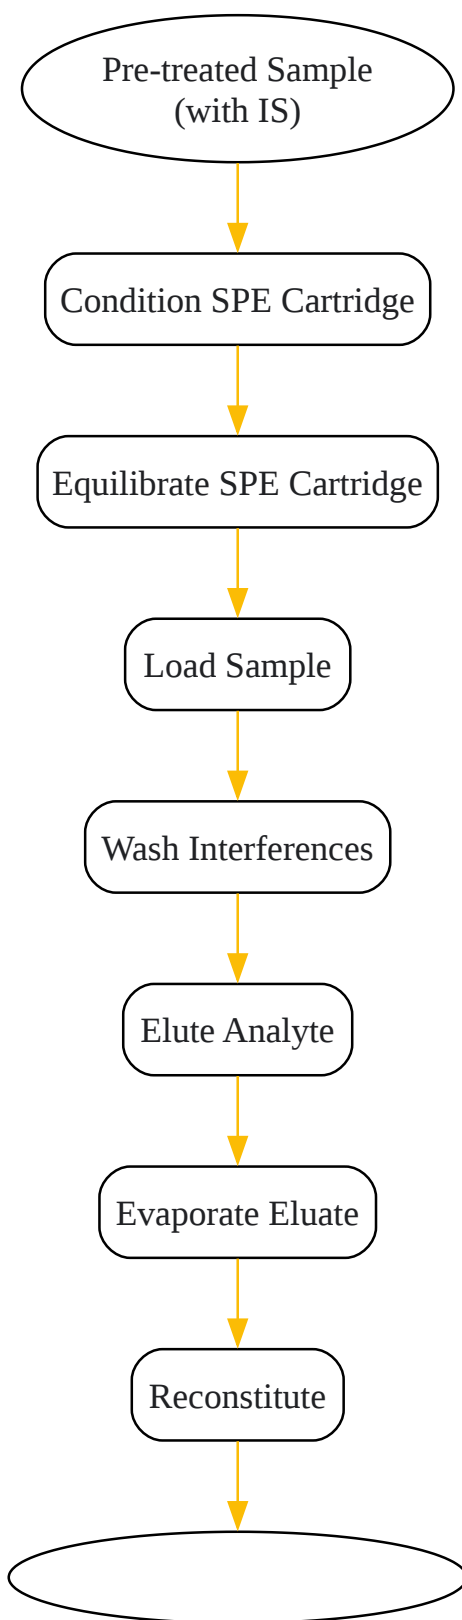 Pre-treated Sample
(with IS)
Condition SPE Cartridge
Equilibrate SPE Cartridge
Load Sample
Wash Interferences
Elute Analyte
Evaporate Eluate
Reconstitute